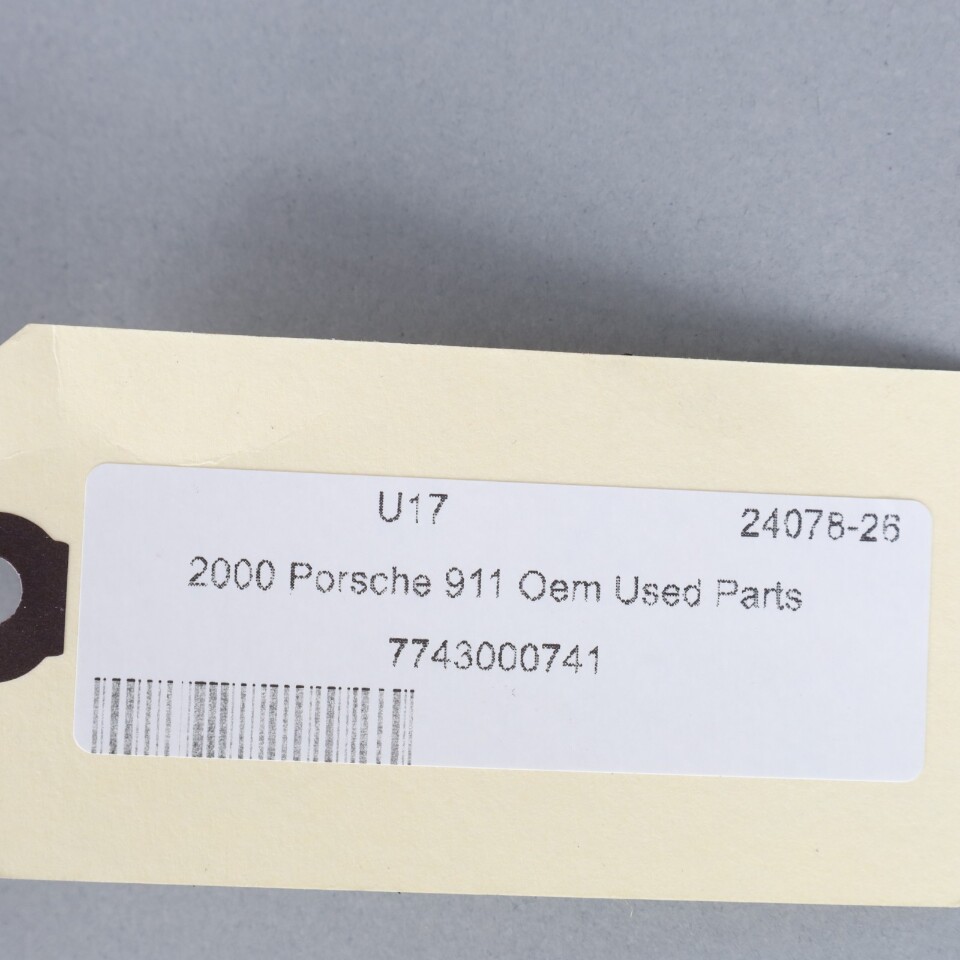 U17 24078-26
2000 Porsche 911 Oem Used Parts
7743000741